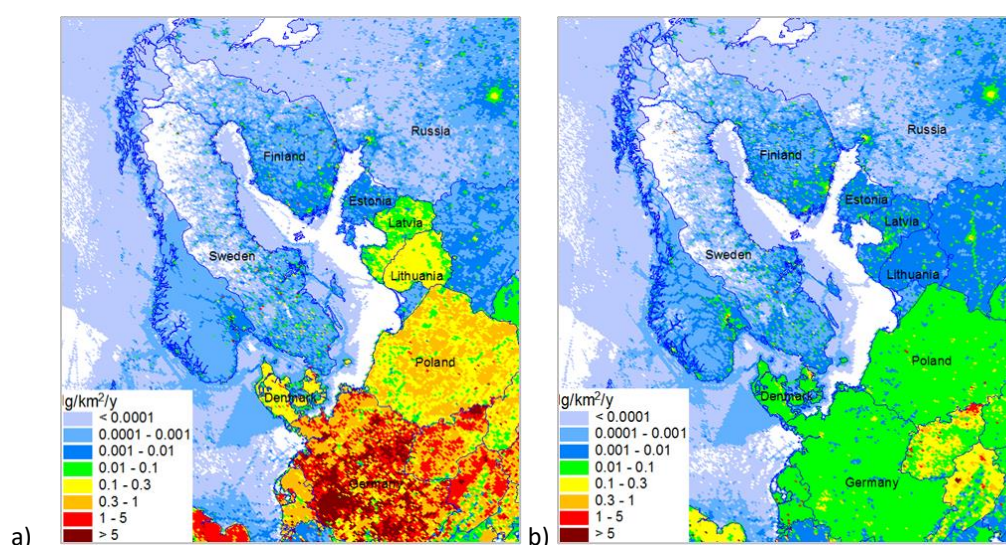 Russia
Finland
Estonia
Latvia
Sweden
Lithuania
Poland
Denmark
Germany
g/km²/y
< 0.0001
0.0001 - 0.001
0.001 - 0.01
0.01 - 0.1
0.1 - 0.3
0.3 - 1
1 - 5
> 5
a)
Russia
Finland
Estonia
Latvia
Sweden
Lithuania
Poland
Denmark
Germany
g/km²/y
< 0.0001
0.0001 - 0.001
0.001 - 0.01
0.01 - 0.1
0.1 - 0.3
0.3 - 1
1 - 5
> 5
b)